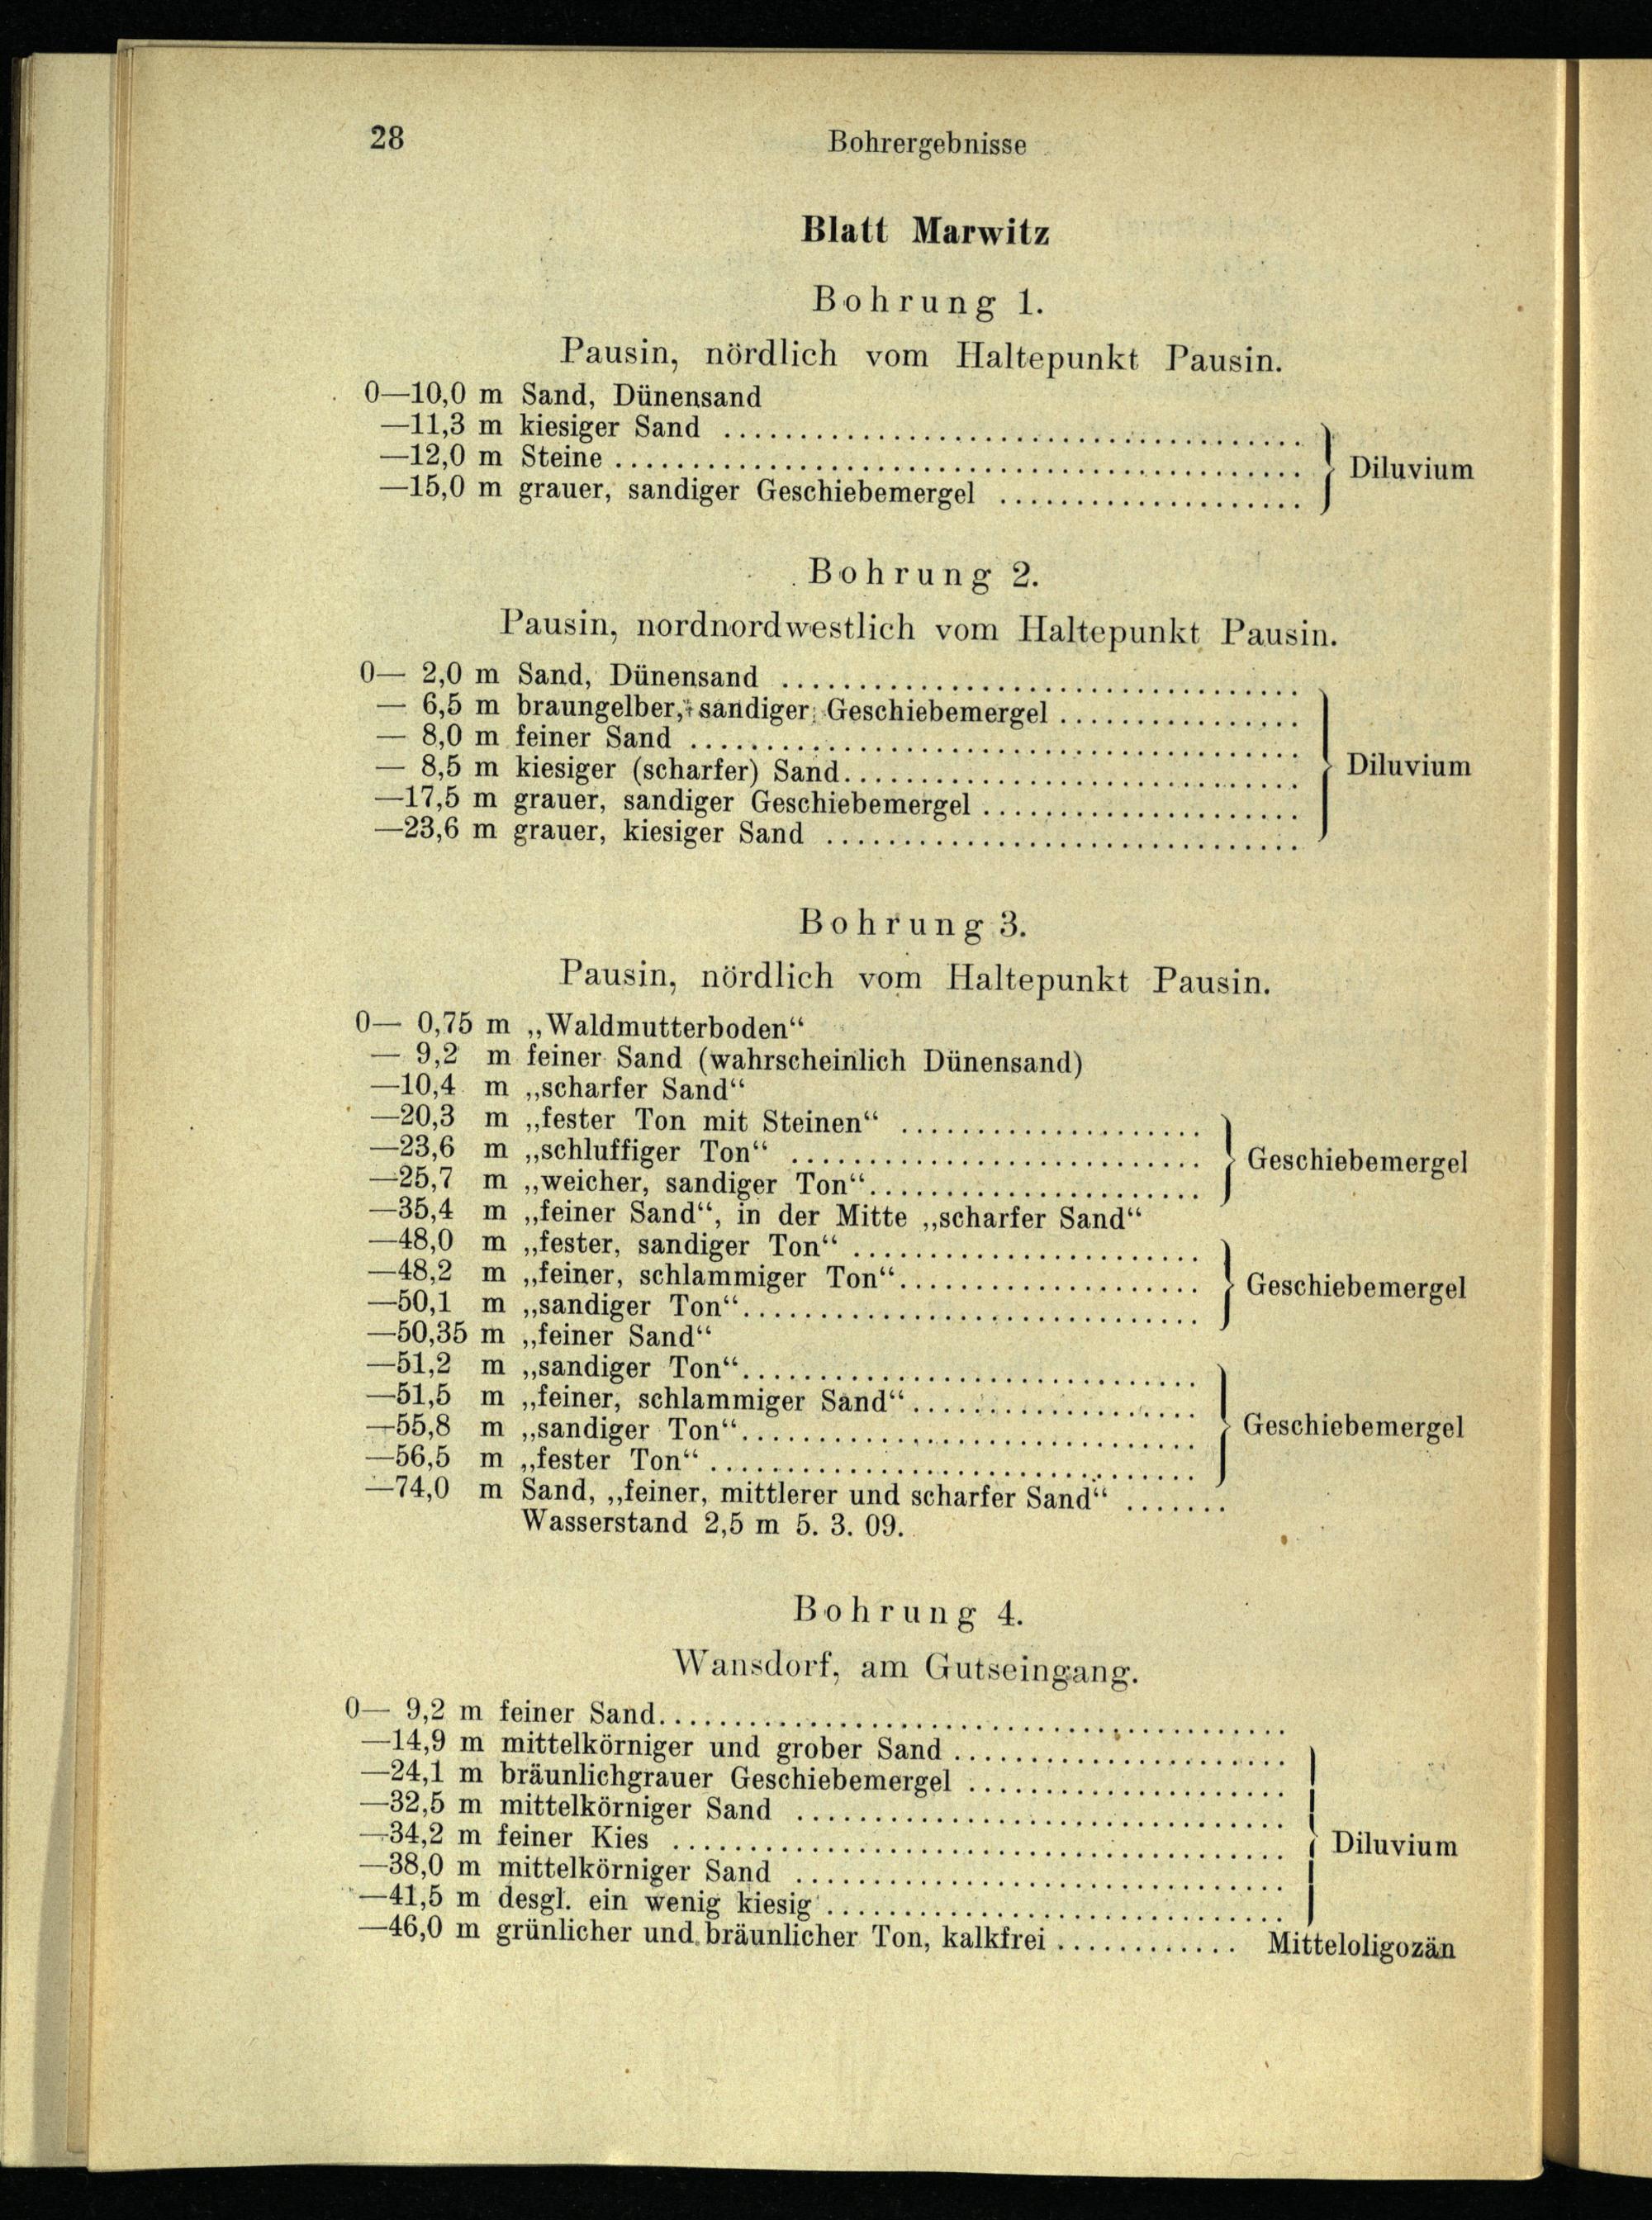 28 Bohrergebnisse
Blatt Marwitz
Bohrung 1.
Pausin, nördlich vom Haltepunkt Pausin.
0—10,0 m Sand, Dünensand
—11,3 m kiesiger Sand ......................................
—12,0 m Steine ............................................. } Diluvium
—15,0 m grauer, sandiger Geschiebemergel ....................
Bohrung 2.
Pausin, nordnordwestlich vom Haltepunkt Pausin.
0— 2,0 m Sand, Dünensand ..................................
— 6,5 m braungelber, sandiger Geschiebemergel ................
— 8,0 m feiner Sand ........................................
— 8,5 m kiesiger (scharfer) Sand.............................. } Diluvium
—17,5 m grauer, sandiger Geschiebemergel .....................
—23,6 m grauer, kiesiger Sand ...............................
Bohrung 3.
Pausin, nördlich vom Haltepunkt Pausin.
0— 0,75 m „Waldmutterboden“
— 9,2 m feiner Sand (wahrscheinlich Dünensand)
—10,4 m „scharfer Sand“
—20,3 m „fester Ton mit Steinen“ ....................
—23,6 m „schluffiger Ton“ ........................... } Geschiebemergel
—25,7 m „weicher, sandiger Ton“......................
—35,4 m „feiner Sand“, in der Mitte „scharfer Sand“
—48,0 m „fester, sandiger Ton“ .......................
—48,2 m „feiner, schlammiger Ton“.................... } Geschiebemergel
—50,1 m „sandiger Ton“..............................
—50,35 m „feiner Sand“
—51,2 m „sandiger Ton“..............................
—51,5 m „feiner, schlammiger Sand“...................
—55,8 m „sandiger Ton“.............................. } Geschiebemergel
—56,5 m „fester Ton“ ................................
—74,0 m Sand, „feiner, mittlerer und scharfer Sand“ .......
Wasserstand 2,5 m 5. 3. 09.
Bohrung 4.
Wansdorf, am Gutseingang.
0— 9,2 m feiner Sand.........................................
—14,9 m mittelkörniger und grober Sand ......................
—24,1 m bräunlichgrauer Geschiebemergel .....................
—32,5 m mittelkörniger Sand ................................
—34,2 m feiner Kies ........................................ } Diluvium
—38,0 m mittelkörniger Sand ................................
—41,5 m desgl. ein wenig kiesig ..............................
—46,0 m grünlicher und bräunlicher Ton, kalkfrei ............ Mitteloligozän